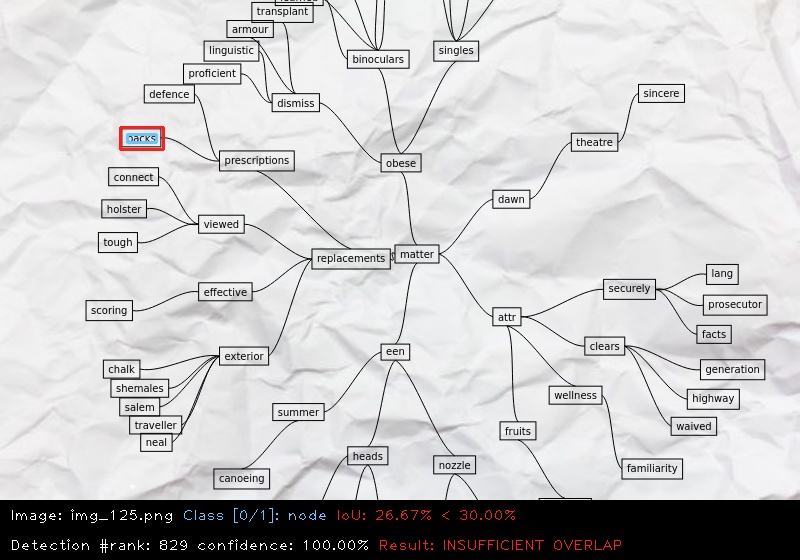 transplant
armour
linguistic
binoculars
singles
proficient
defence
dismiss
sincere
packs
theatre
prescriptions
obese
connect
dawn
holster
viewed
tough
replacements
matter
lang
securely
effective
prosecutor
scoring
attr
facts
exterior
een
clears
chalk
generation
shemales
wellness
highway
salem
summer
traveller
waived
neal
fruits
heads
nozzle
familiarity
canoeing
Image: img_125.png Class [0/1]: node IoU: 26.67% < 30.00%
Detection #rank: 829 confidence: 100.00% Result: INSUFFICIENT OVERLAP